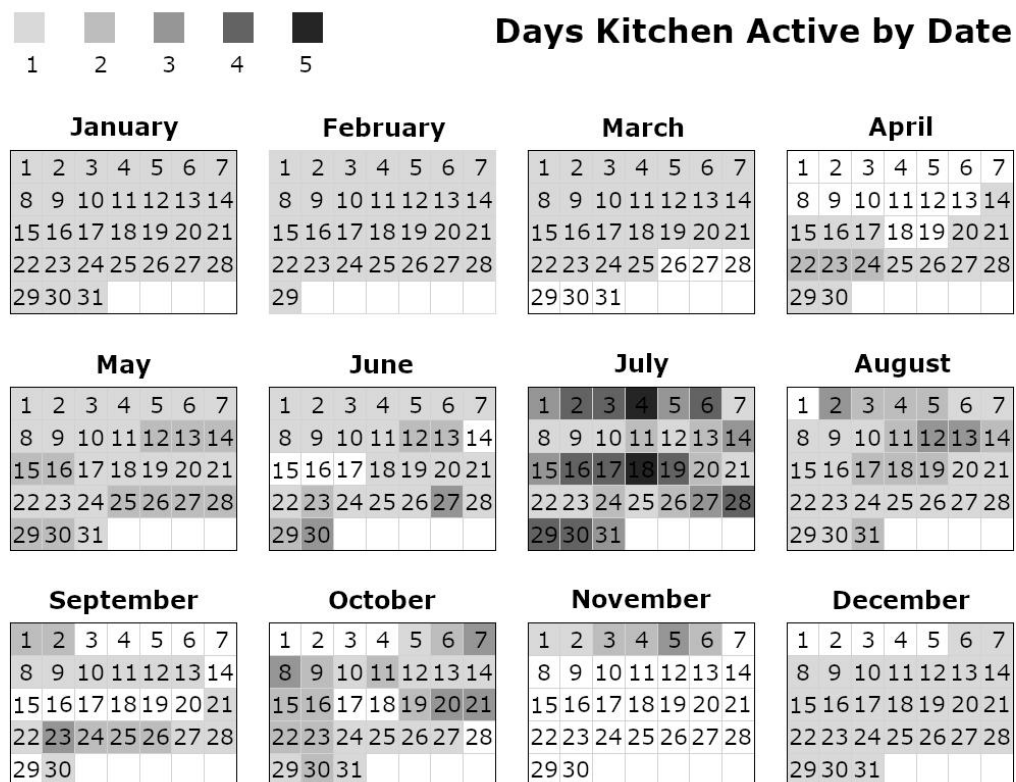 Days Kitchen Active by Date
1 2 3 4 5
January February March April
1 2 3 4 5 6 7 1 2 3 4 5 6 7 1 2 3 4 5 6 7 1 2 3 4 5 6 7
8 9 10 11 12 13 14 8 9 10 11 12 13 14 8 9 10 11 12 13 14 8 9 10 11 12 13 14
15 16 17 18 19 20 21 15 16 17 18 19 20 21 15 16 17 18 19 20 21 15 16 17 18 19 20 21
22 23 24 25 26 27 28 22 23 24 25 26 27 28 22 23 24 25 26 27 28 22 23 24 25 26 27 28
29 30 31 29 29 30 31 29 30
May June July August
1 2 3 4 5 6 7 1 2 3 4 5 6 7 1 2 3 4 5 6 7 1 2 3 4 5 6 7
8 9 10 11 12 13 14 8 9 10 11 12 13 14 8 9 10 11 12 13 14 8 9 10 11 12 13 14
15 16 17 18 19 20 21 15 16 17 18 19 20 21 15 16 17 18 19 20 21 15 16 17 18 19 20 21
22 23 24 25 26 27 28 22 23 24 25 26 27 28 22 23 24 25 26 27 28 22 23 24 25 26 27 28
29 30 31 29 30 29 30 31 29 30 31
September October November December
1 2 3 4 5 6 7 1 2 3 4 5 6 7 1 2 3 4 5 6 7 1 2 3 4 5 6 7
8 9 10 11 12 13 14 8 9 10 11 12 13 14 8 9 10 11 12 13 14 8 9 10 11 12 13 14
15 16 17 18 19 20 21 15 16 17 18 19 20 21 15 16 17 18 19 20 21 15 16 17 18 19 20 21
22 23 24 25 26 27 28 22 23 24 25 26 27 28 22 23 24 25 26 27 28 22 23 24 25 26 27 28
29 30 29 30 31 29 30 29 30 31